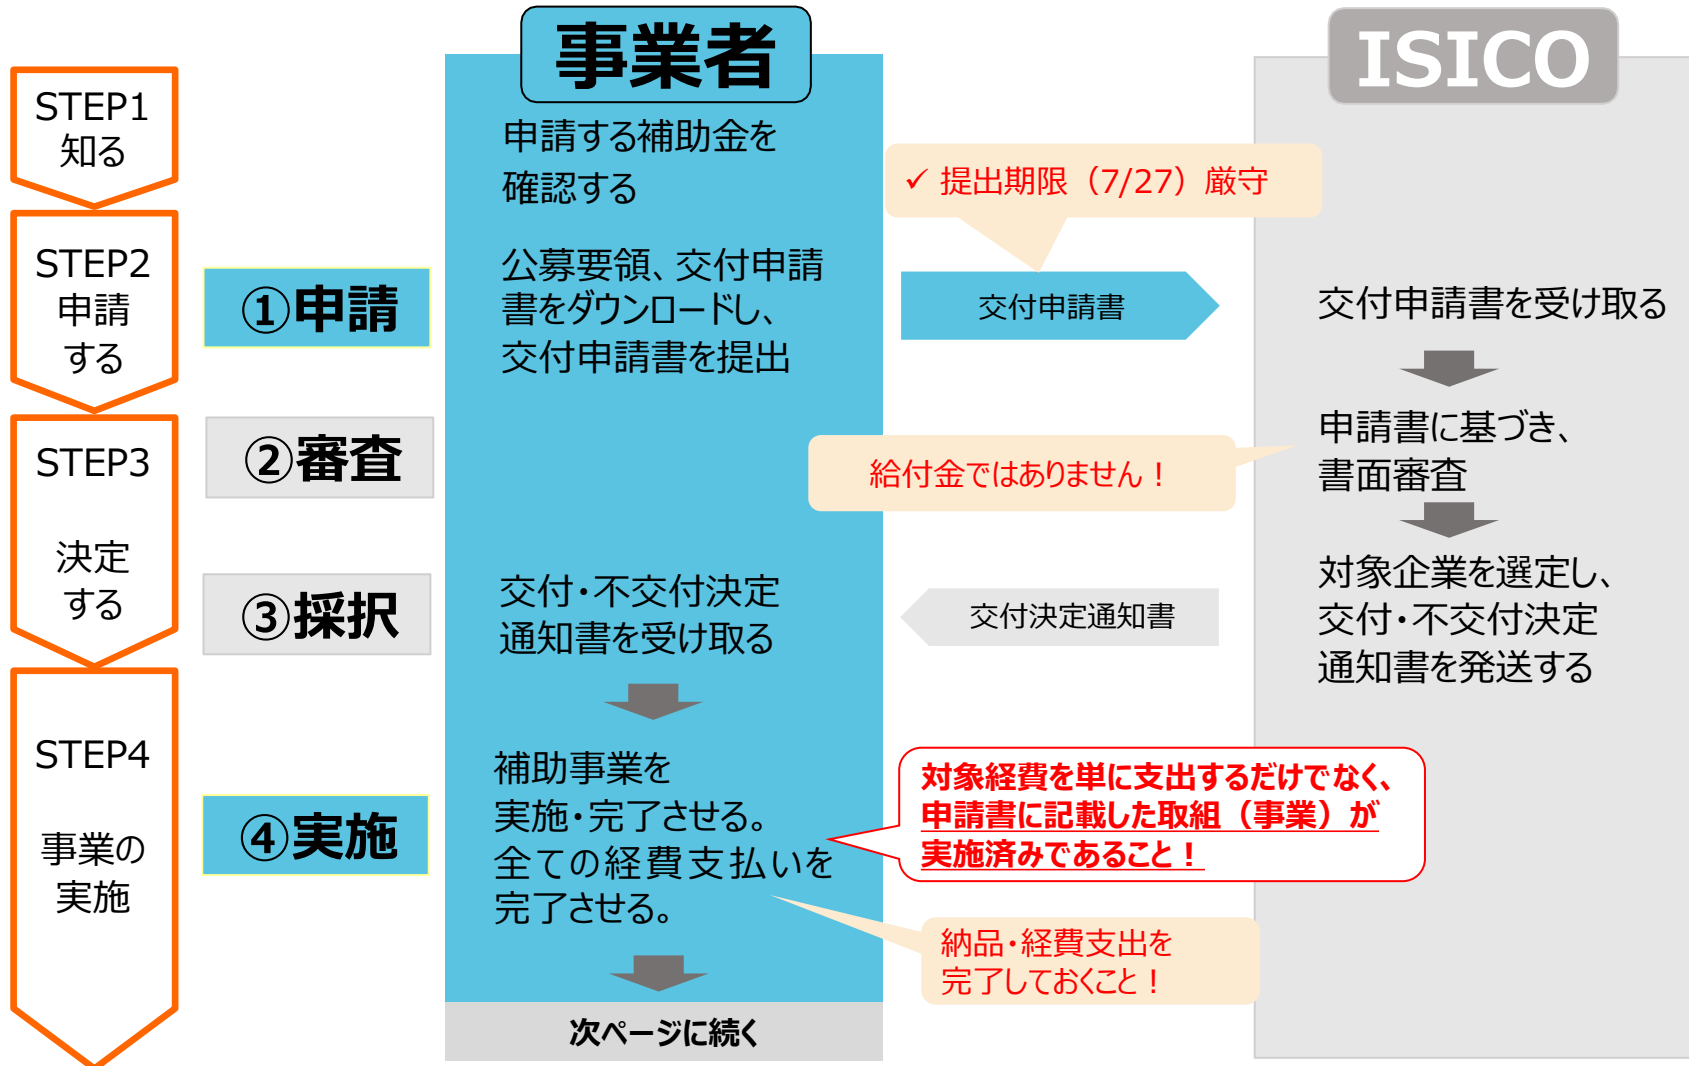 事業者
ISICO
STEP1
知る
申請する補助金を
確認する
✓ 提出期限（7/27）厳守
STEP2
申請
する
①申請
公募要領、交付申請
書をダウンロードし、
交付申請書を提出
交付申請書
交付申請書を受け取る
STEP3
決定
する
②審査
給付金ではありません！
申請書に基づき、
書面審査
③採択
交付・不交付決定
通知書を受け取る
交付決定通知書
対象企業を選定し、
交付・不交付決定
通知書を発送する
STEP4
事業の
実施
④実施
補助事業を
実施・完了させる。
全ての経費支払いを
完了させる。
対象経費を単に支出するだけでなく、
申請書に記載した取組（事業）が
実施済みであること！
納品・経費支出を
完了しておくこと！
次ページに続く